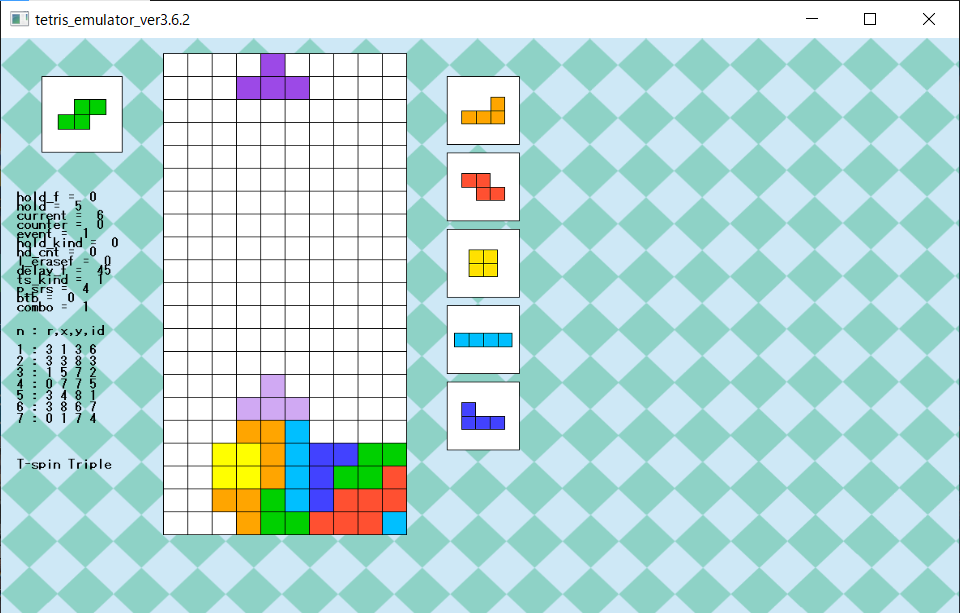 tetris_emulator_ver3.6.2
hold_f = 0
hold = 5
current = 6
counter = 0
event = 1
hold_kind = 0
hd_cnt = 0
l_erasef = 0
delay_f = 45
ts_kind = 1
p_srs = 4
btb = 0
combo = 1
n : r,x,y,id
1 : 3 1 3 6
2 : 3 3 8 3
3 : 1 5 7 2
4 : 0 7 7 5
5 : 3 4 8 1
6 : 3 8 6 7
7 : 0 1 7 4
T-spin Triple